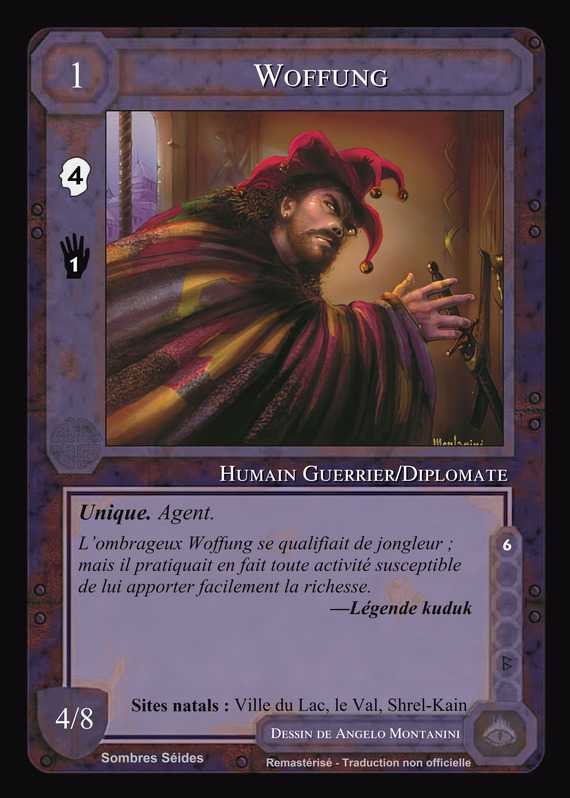 1
WOFFUNG
4
1
Montanini
HUMAIN GUERRIER/DIPLOMATE
Unique. Agent.
L'ombrageux Woffung se qualifiait de jongleur ;
mais il pratiquait en fait toute activité susceptible
de lui apporter facilement la richesse.
—Légende kuduk
6
ᛒ
Sites natals : Ville du Lac, le Val, Shrel-Kain
4/8
DESSIN DE ANGELO MONTANINI
Sombres Séides
Remastérisé - Traduction non officielle